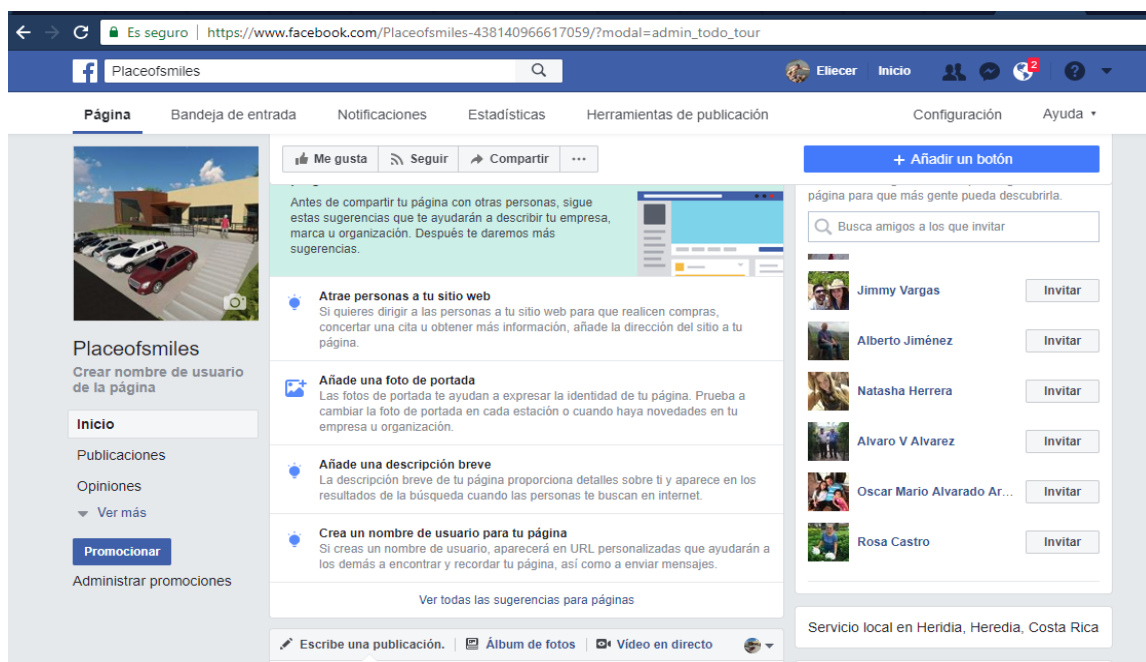 Es seguro | https://www.facebook.com/Placeofsmiles-438140966617059/?modal=admin_todo_tour
f Placeofsmiles Eliecer Inicio 2 ?
Página Bandeja de entrada Notificaciones Estadísticas Herramientas de publicación Configuración Ayuda
Me gusta Seguir Compartir ... + Añadir un botón
Antes de compartir tu página con otras personas, sigue
estas sugerencias que te ayudarán a describir tu empresa,
marca u organización. Después te daremos más
sugerencias.
Atrae personas a tu sitio web
Si quieres dirigir a las personas a tu sitio web para que realicen compras,
concertar una cita u obtener más información, añade la dirección del sitio a tu
página.
Añade una foto de portada
Las fotos de portada te ayudan a expresar la identidad de tu página. Prueba a
cambiar la foto de portada en cada estación o cuando haya novedades en tu
empresa u organización.
Añade una descripción breve
La descripción breve de tu página proporciona detalles sobre ti y aparece en los
resultados de la búsqueda cuando las personas te buscan en internet.
Crea un nombre de usuario para tu página
Si creas un nombre de usuario, aparecerá en URL personalizadas que ayudarán a
los demás a encontrar y recordar tu página, así como a enviar mensajes.
Ver todas las sugerencias para páginas
Escribe una publicación. Álbum de fotos Vídeo en directo
Placeofsmiles
Crear nombre de usuario
de la página
Inicio
Publicaciones
Opiniones
Ver más
Promocionar
Administrar promociones
página para que más gente pueda descubrirla.
Busca amigos a los que invitar
Jimmy Vargas Invitar
Alberto Jiménez Invitar
Natasha Herrera Invitar
Alvaro V Alvarez Invitar
Oscar Mario Alvarado Ar... Invitar
Rosa Castro Invitar
Servicio local en Heridia, Heredia, Costa Rica